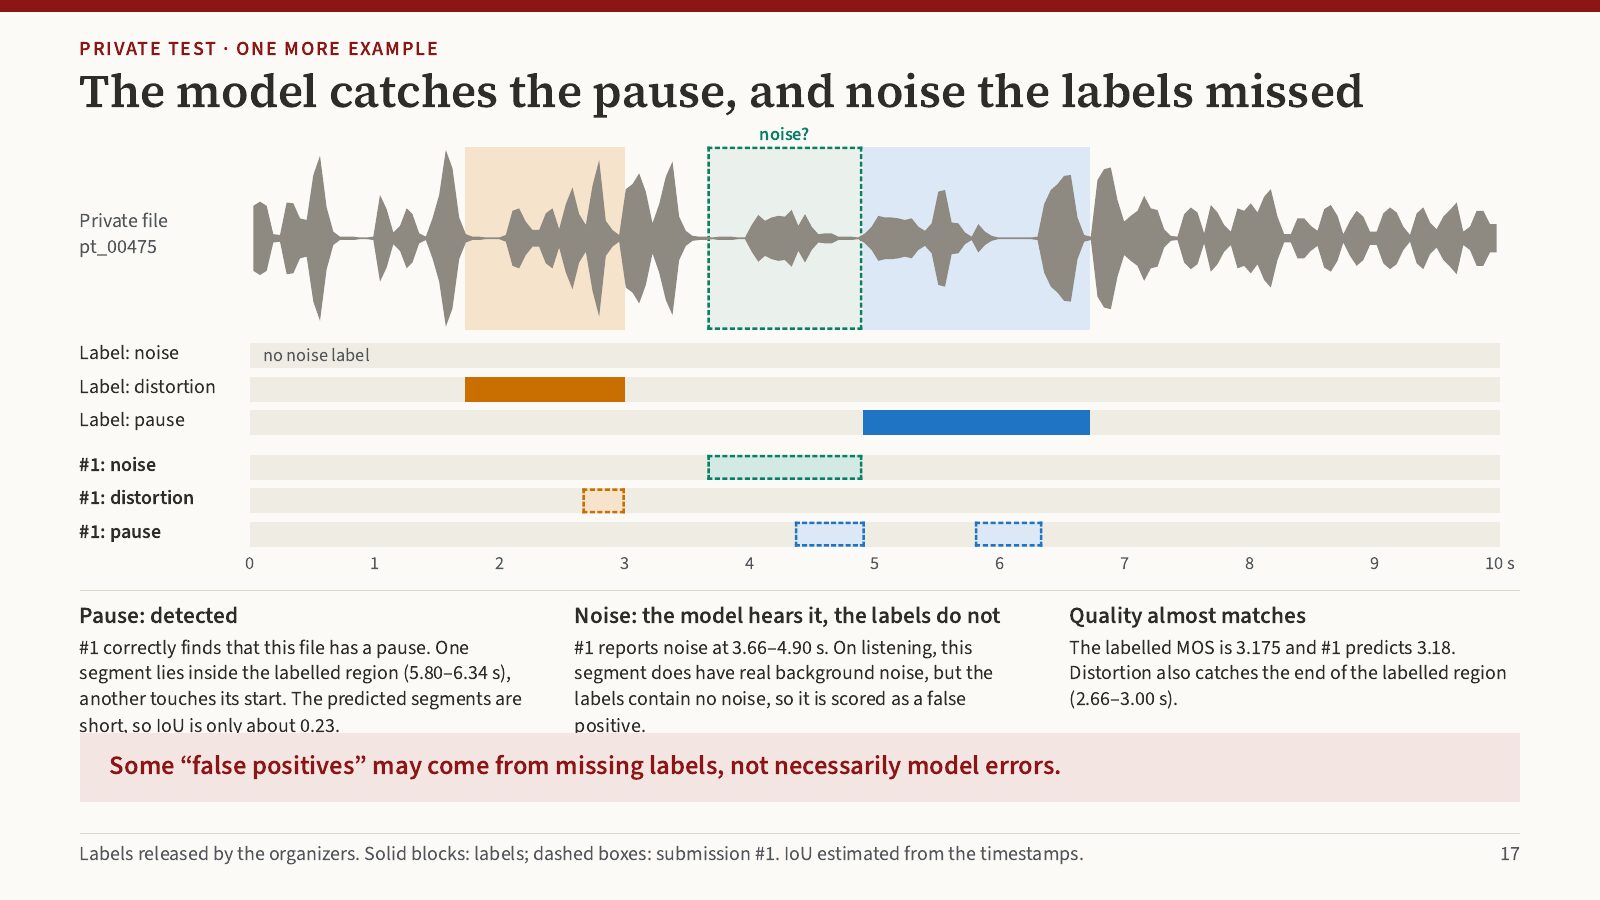 PRIVATE TEST · ONE MORE EXAMPLE
The model catches the pause, and noise the labels missed
noise?
Private file
pt_00475
Label: noise
no noise label
Label: distortion
Label: pause
#1: noise
#1: distortion
#1: pause
0 1 2 3 4 5 6 7 8 9 10 s
Pause: detected
#1 correctly finds that this file has a pause. One
segment lies inside the labelled region (5.80–6.34 s),
another touches its start. The predicted segments are
short, so IoU is only about 0.23.
Noise: the model hears it, the labels do not
#1 reports noise at 3.66–4.90 s. On listening, this
segment does have real background noise, but the
labels contain no noise, so it is scored as a false
positive.
Quality almost matches
The labelled MOS is 3.175 and #1 predicts 3.18.
Distortion also catches the end of the labelled region
(2.66–3.00 s).
Some “false positives” may come from missing labels, not necessarily model errors.
Labels released by the organizers. Solid blocks: labels; dashed boxes: submission #1. IoU estimated from the timestamps.
17